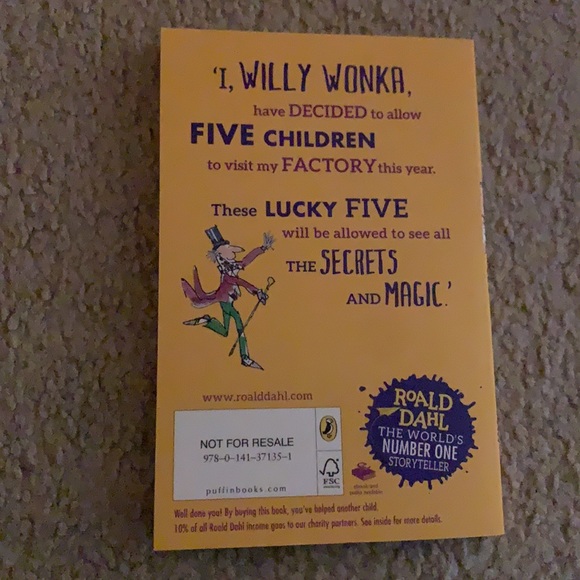 ‘I, WILLY WONKA,
have DECIDED to allow
FIVE CHILDREN
to visit my FACTORY this year.
These LUCKY FIVE
will be allowed to see all
THE SECRETS
AND MAGIC.’
www.roalddahl.com
ROALD
DAHL
THE WORLD'S
NUMBER ONE
STORYTELLER
NOT FOR RESALE
978-0-141-37135-1
FSC
puffinbooks.com
Well done you! By buying this book, you've helped another child.
10% of all Roald Dahl income goes to our charity partners. See inside for more details.